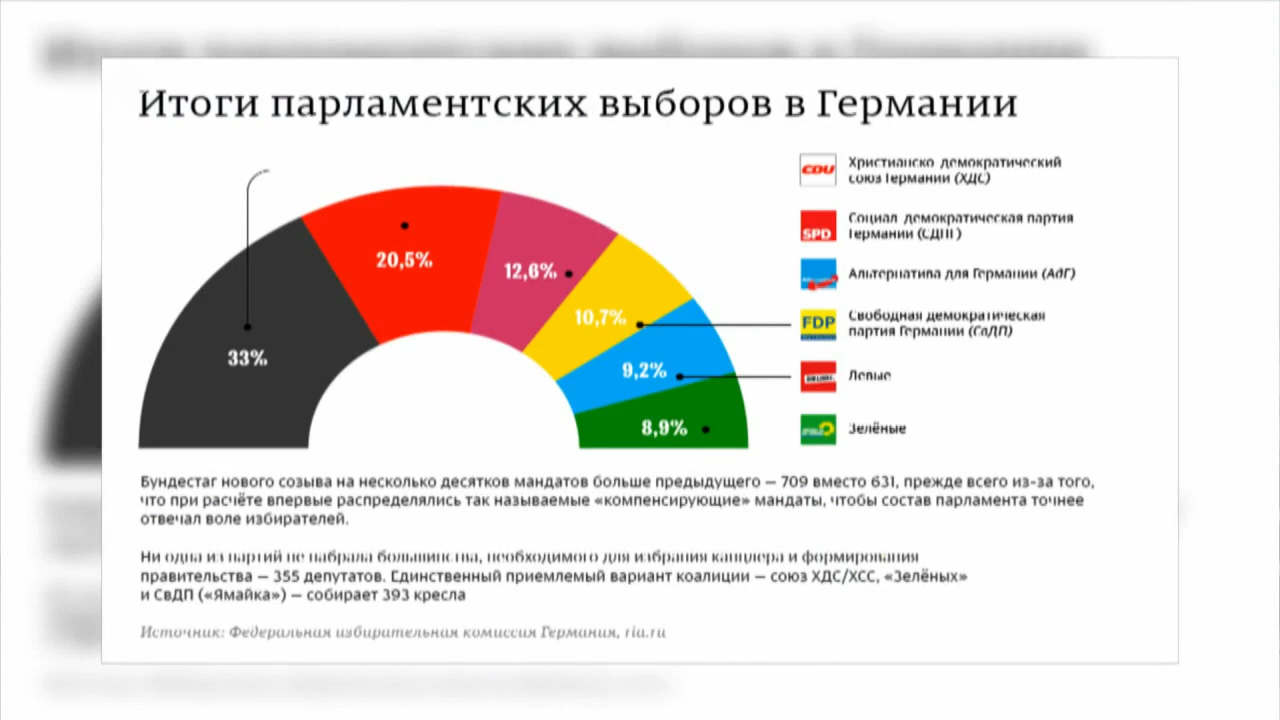 Итоги парламентских выборов в Германии
CDU
Христианско-демократический
союз Германии (ХДС)
SPD
Социал-демократическая партия
Германии (СДПГ)
Альтернатива для Германии (АдГ)
FDP
Свободная демократическая
партия Германии (СвДП)
Левые
Зелёные
33%
20,5%
12,6%
10,7%
9,2%
8,9%
Бундестаг нового созыва на несколько десятков мандатов больше предыдущего — 709 вместо 631, прежде всего из-за того,
что при расчёте впервые распределялись так называемые «компенсирующие» мандаты, чтобы состав парламента точнее
отвечал воле избирателей.
Ни одна из партий не набрала большинства, необходимого для избрания канцлера и формирования
правительства — 355 депутатов. Единственный приемлемый вариант коалиции — союз ХДС/ХСС, «Зелёных»
и СвДП («Ямайка») — собирает 393 кресла
Источник: Федеральная избирательная комиссия Германия, ria.ru